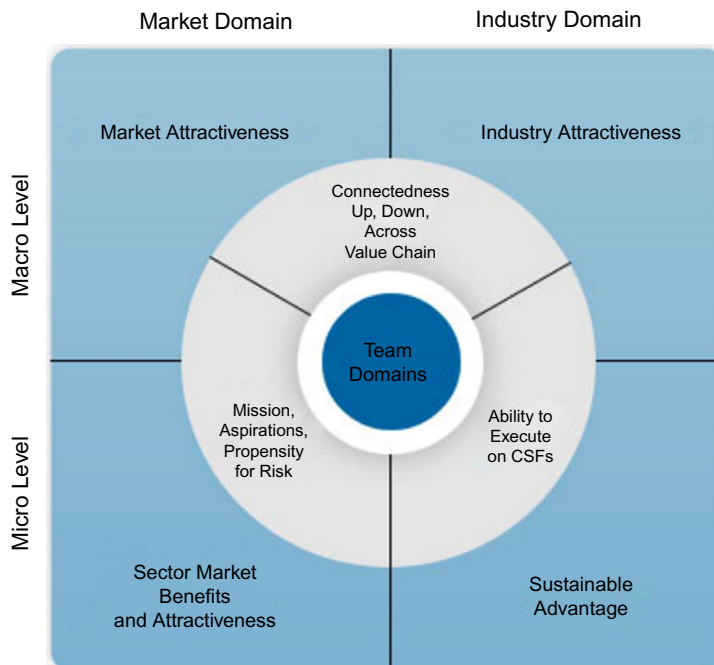 Market Domain
Industry Domain
Macro Level
Micro Level
Market Attractiveness
Industry Attractiveness
Connectedness
Up, Down,
Across
Value Chain
Team
Domains
Mission,
Aspirations,
Propensity
for Risk
Ability to
Execute
on CSFs
Sector Market
Benefits
and Attractiveness
Sustainable
Advantage